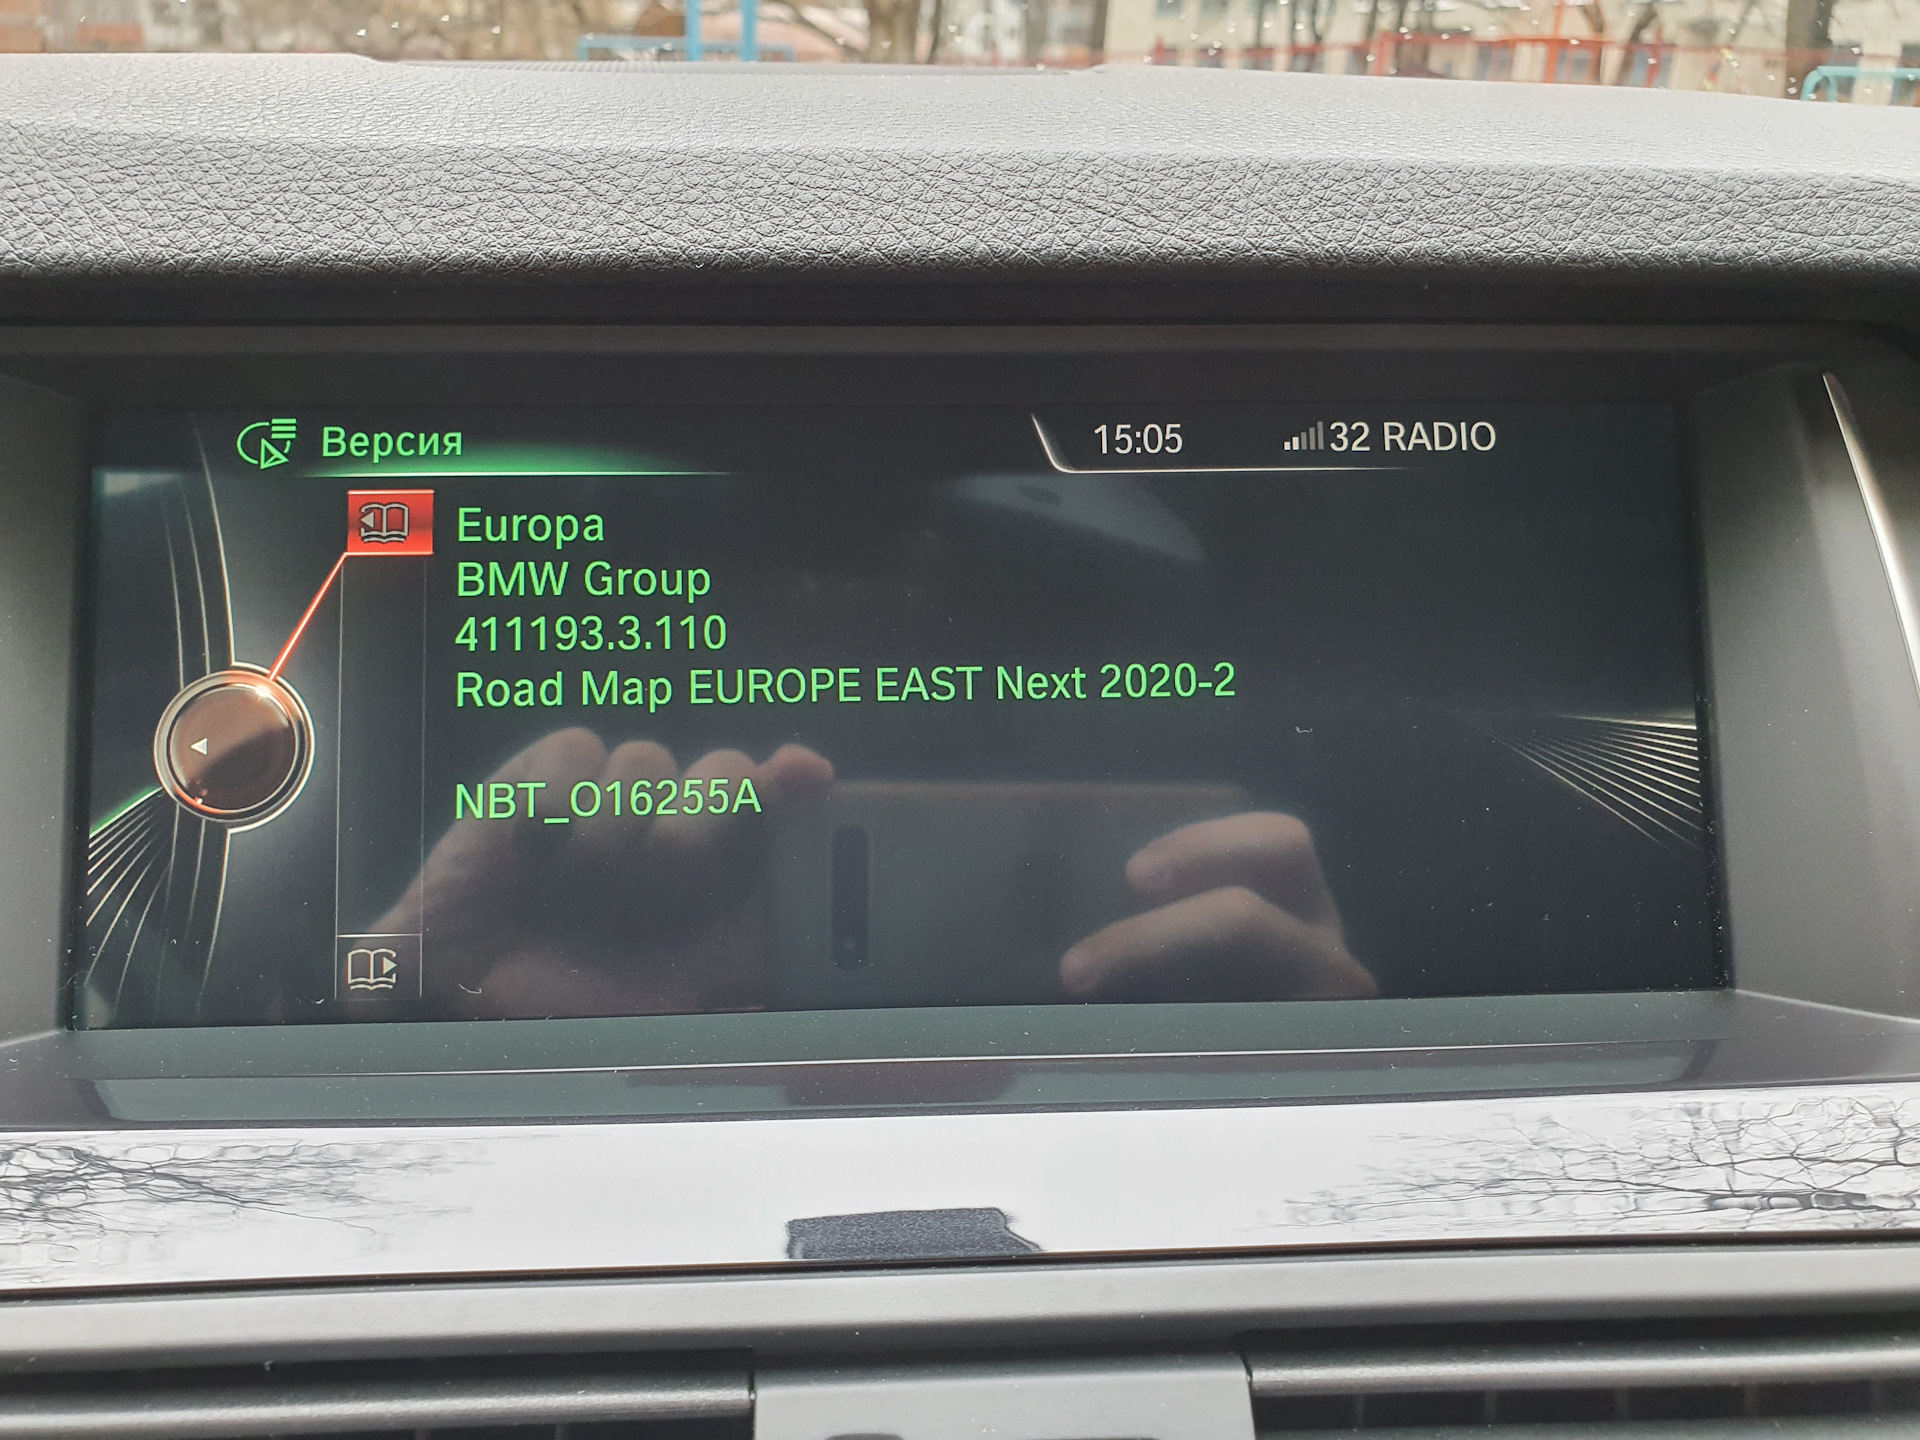 Версия
15:05
32 RADIO
Europa
BMW Group
411193.3.110
Road Map EUROPE EAST Next 2020-2
NBT_O16255A